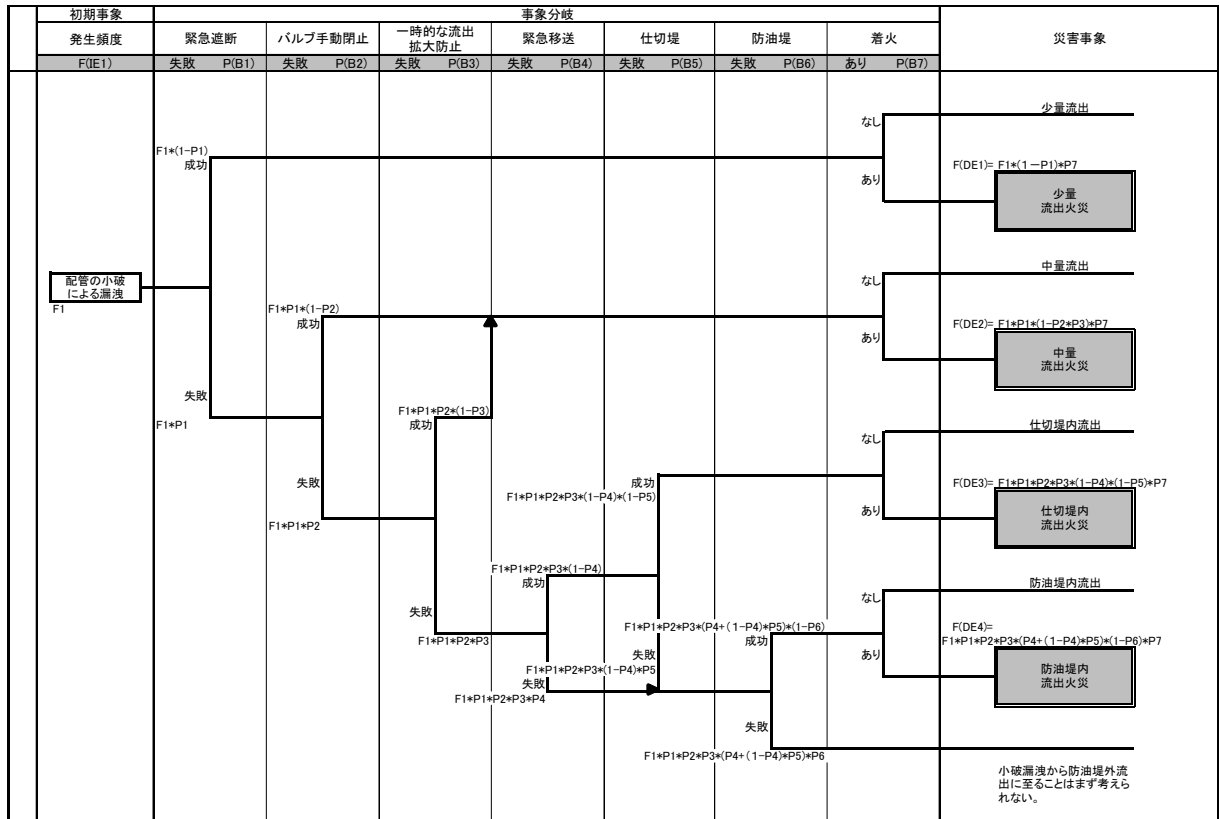 初期事象
事象分岐
発生頻度
緊急遮断
バルブ手動閉止
一時的な流出
拡大防止
緊急移送
仕切堤
防油堤
着火
災害事象
F(IE1)
失敗 P(B1)
失敗 P(B2)
失敗 P(B3)
失敗 P(B4)
失敗 P(B5)
失敗 P(B6)
あり P(B7)
少量流出
なし
F1*(1-P1)
成功
F(DE1)= F1*(1-P1)*P7
あり
少量
流出火災
中量流出
なし
配管の小破
による漏洩
F1
F1*P1*(1-P2)
成功
F(DE2)= F1*P1*(1-P2*P3)*P7
あり
中量
流出火災
失敗
F1*P1
F1*P1*P2*(1-P3)
成功
仕切堤内流出
なし
失敗
F1*P1*P2
成功
F1*P1*P2*P3*(1-P4)*(1-P5)
F(DE3)= F1*P1*P2*P3*(1-P4)*(1-P5)*P7
あり
仕切堤内
流出火災
F1*P1*P2*P3*(1-P4)
成功
防油堤内流出
なし
失敗
F1*P1*P2*P3
F1*P1*P2*P3*(P4+(1-P4)*P5)*(1-P6)
成功
F(DE4)=
F1*P1*P2*P3*(P4+(1-P4)*P5)*(1-P6)*P7
失敗
F1*P1*P2*P3*(1-P4)*P5
あり
防油堤内
流出火災
失敗
F1*P1*P2*P3*P4
失敗
F1*P1*P2*P3*(P4+(1-P4)*P5)*P6
小破漏洩から防油堤外流
出に至ることはまず考えら
れない。